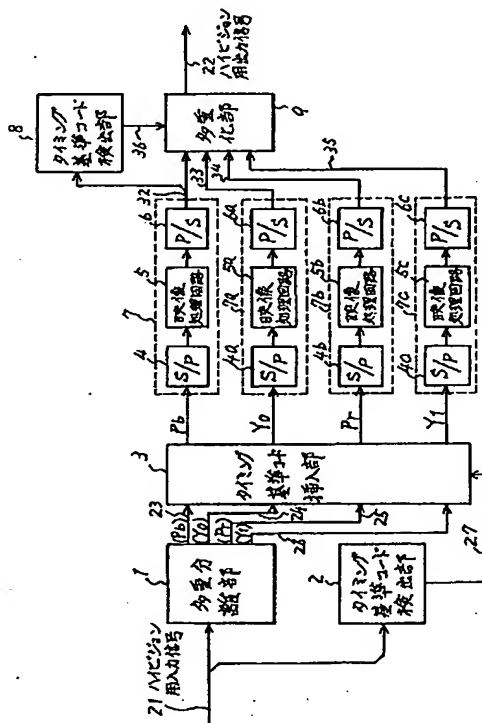 21 ハイビジョン
用入力信号
1
多重分
離部
2
タイミング
基準コード
検出部
27
23
(Pb)
(Y0)
(Pr)
(Y1)
24
25
26
3
タイミング
基準コード
挿入部
Pb
Y0
Pr
Y1
7
4
S/P
5
映像
処理回路
6
P/S
32
7a
4a
S/P
5a
映像
処理回路
6a
P/S
33
7b
4b
S/P
5b
映像
処理回路
6b
P/S
34
7c
40
S/P
5c
映像
処理回路
6c
P/S
35
8
タイミング
基準コード
検出部
36
多重
化部
9
22
ハイビジョン
用出力信号